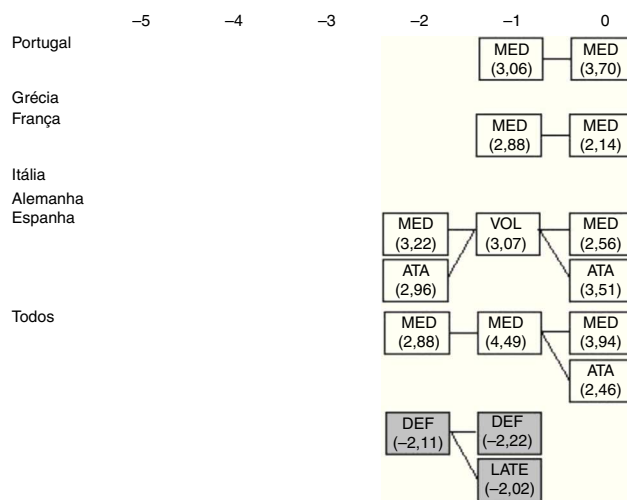 –5 –4 –3 –2 –1 0
Portugal
MED MED
(3,06) (3,70)
Grécia
França
MED MED
(2,88) (2,14)
Itália
Alemanha
Espanha
MED VOL MED
(3,22) (3,07) (2,56)
ATA ATA
(2,96) (3,51)
Todos
MED MED MED
(2,88) (4,49) (3,94)
ATA
(2,46)
DEF DEF
(–2,11) (–2,22)
LATE
(–2,02)